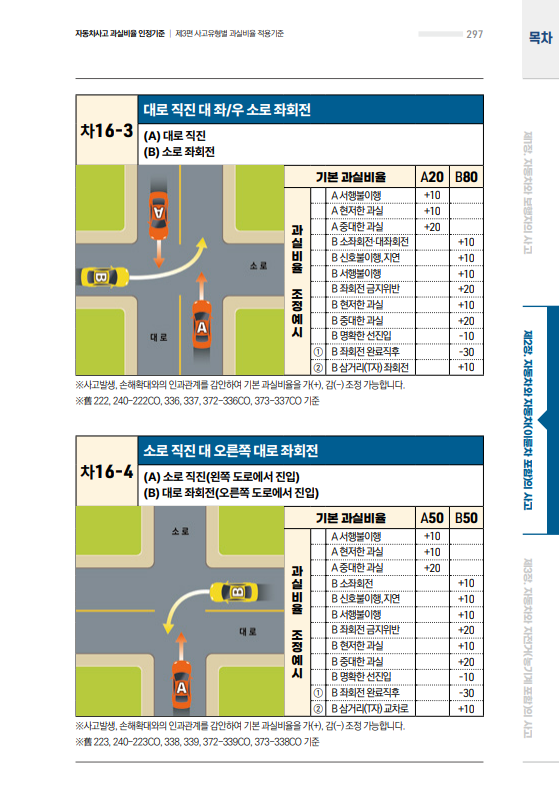 자동차사고 과실비율 인정기준 | 제3편 사고유형별 과실비율 적용기준
297
목차
차16-3
대로 직진 대 좌/우 소로 좌회전
(A) 대로 직진
(B) 소로 좌회전
A
B
소 로
A
대 로
기본 과실비율 A20 B80
과실비율 조정예시
A 서행불이행 +10
A 현저한 과실 +10
A 중대한 과실 +20
B 소좌회전·대좌회전 +10
B 신호불이행,지연 +10
B 서행불이행 +10
B 좌회전 금지위반 +20
B 현저한 과실 +10
B 중대한 과실 +20
B 명확한 선진입 -10
① B 좌회전 완료직후 -30
② B 삼거리(T자) 좌회전 +10
※사고발생, 손해확대와의 인과관계를 감안하여 기본 과실비율을 가(+), 감(-) 조정 가능합니다.
※舊 222, 240-222CO, 336, 337, 372-336CO, 373-337CO 기준
차16-4
소로 직진 대 오른쪽 대로 좌회전
(A) 소로 직진(왼쪽 도로에서 진입)
(B) 대로 좌회전(오른쪽 도로에서 진입)
소 로
B
대 로
A
기본 과실비율 A50 B50
과실비율 조정예시
A 서행불이행 +10
A 현저한 과실 +10
A 중대한 과실 +20
B 소좌회전 +10
B 신호불이행,지연 +10
B 서행불이행 +10
B 좌회전 금지위반 +20
B 현저한 과실 +10
B 중대한 과실 +20
B 명확한 선진입 -10
① B 좌회전 완료직후 -30
② B 삼거리(T자) 교차로 +10
※사고발생, 손해확대와의 인과관계를 감안하여 기본 과실비율을 가(+), 감(-) 조정 가능합니다.
※舊 223, 240-223CO, 338, 339, 372-339CO, 373-338CO 기준
제1장. 자동차와 보행자의 사고
제2장. 자동차와 자동차(이륜차 포함)의 사고
제3장. 자동차와 자전거(농기계 포함)의 사고